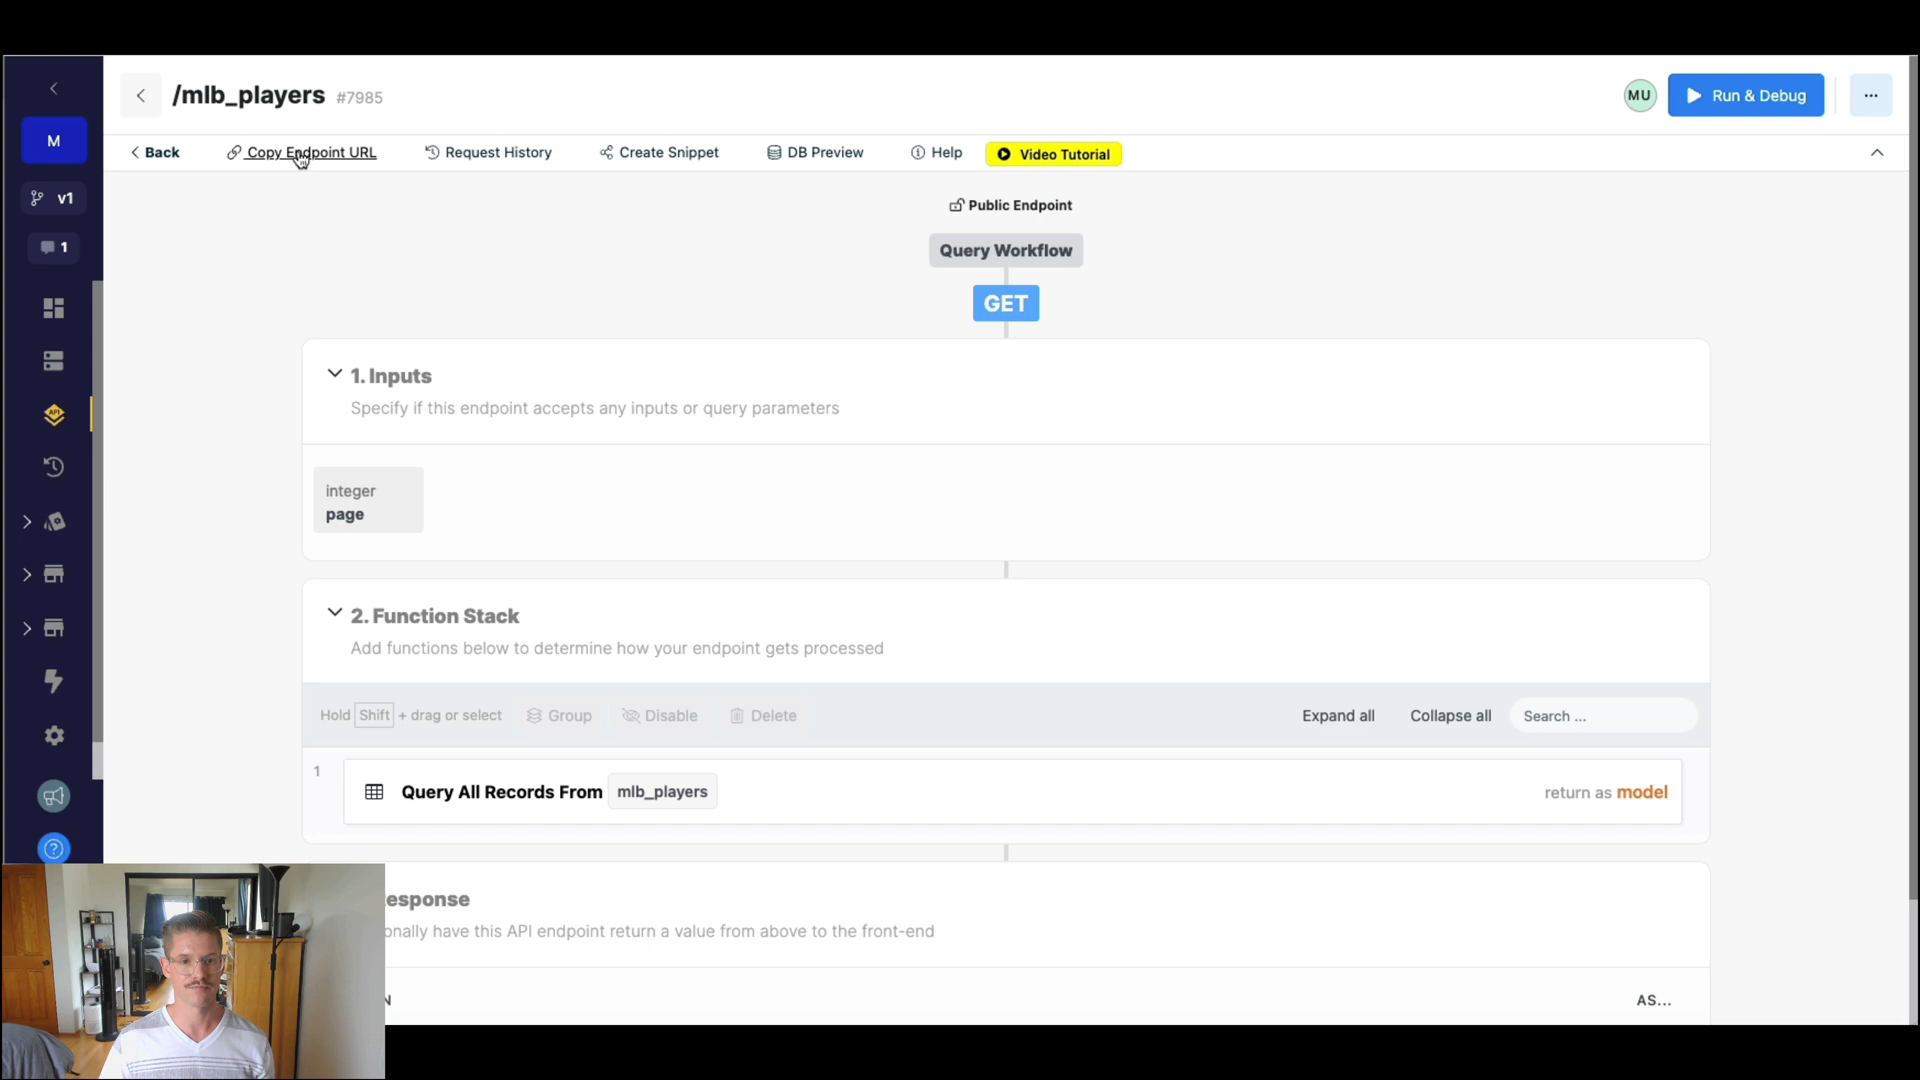 /mlb_players #7985
MU
Run & Debug
...
M
Back
Copy Endpoint URL
Request History
Create Snippet
DB Preview
Help
Video Tutorial
v1
1
Public Endpoint
Query Workflow
GET
1. Inputs
Specify if this endpoint accepts any inputs or query parameters
integer
page
API
2. Function Stack
Add functions below to determine how your endpoint gets processed
Hold Shift + drag or select
Group
Disable
Delete
Expand all
Collapse all
Search ...
1
Query All Records From mlb_players
return as model
?
esponse
onally have this API endpoint return a value from above to the front-end
N
AS...